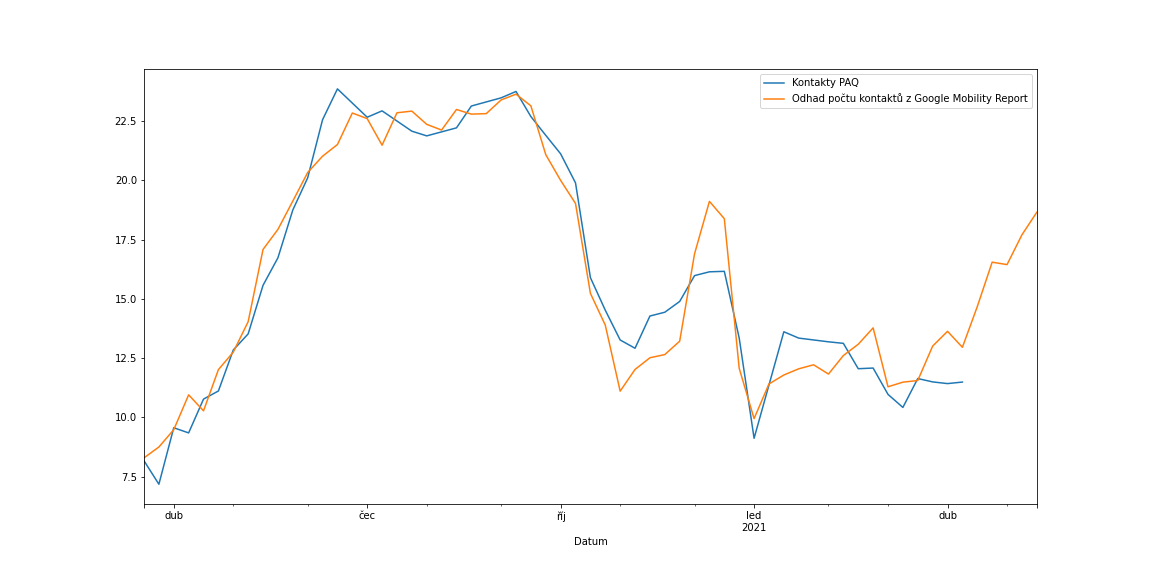 Kontakty PAQ
Odhad počtu kontaktů z Google Mobility Report
22.5
20.0
17.5
15.0
12.5
10.0
7.5
dub
čec
říj
led
2021
dub
Datum